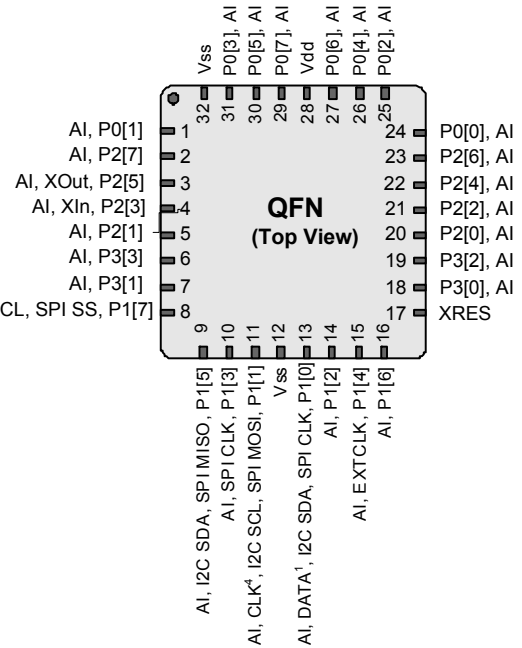 Vss
P0[3], AI
P0[5], AI
P0[7], AI
Vdd
P0[6], AI
P0[4], AI
P0[2], AI
32
31
30
29
28
27
26
25
AI, P0[1]
AI, P2[7]
AI, XOut, P2[5]
AI, XIn, P2[3]
AI, P2[1]
AI, P3[3]
AI, P3[1]
CL, SPI SS, P1[7]
1
2
3
4
5
6
7
8
QFN
(Top View)
24
23
22
21
20
19
18
17
P0[0], AI
P2[6], AI
P2[4], AI
P2[2], AI
P2[0], AI
P3[2], AI
P3[0], AI
XRES
9
10
11
12
13
14
15
16
AI, I2C SDA, SPI MISO, P1[5]
AI, SPI CLK, P1[3]
AI, CLK⁴, I2C SCL, SPI MOSI, P1[1]
Vss
AI, DATA¹, I2C SDA, SPI CLK, P1[0]
AI, P1[2]
AI, EXTCLK, P1[4]
AI, P1[6]